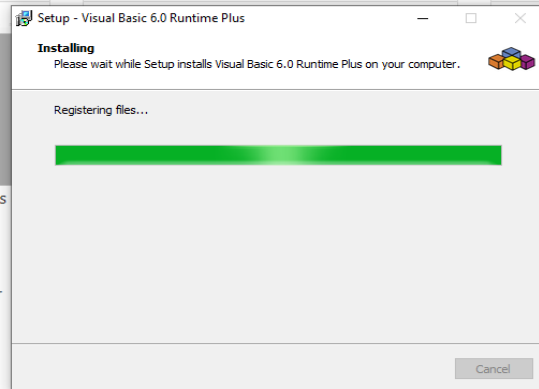 Setup - Visual Basic 6.0 Runtime Plus
Installing
Please wait while Setup installs Visual Basic 6.0 Runtime Plus on your computer.
Registering files...
s
Cancel